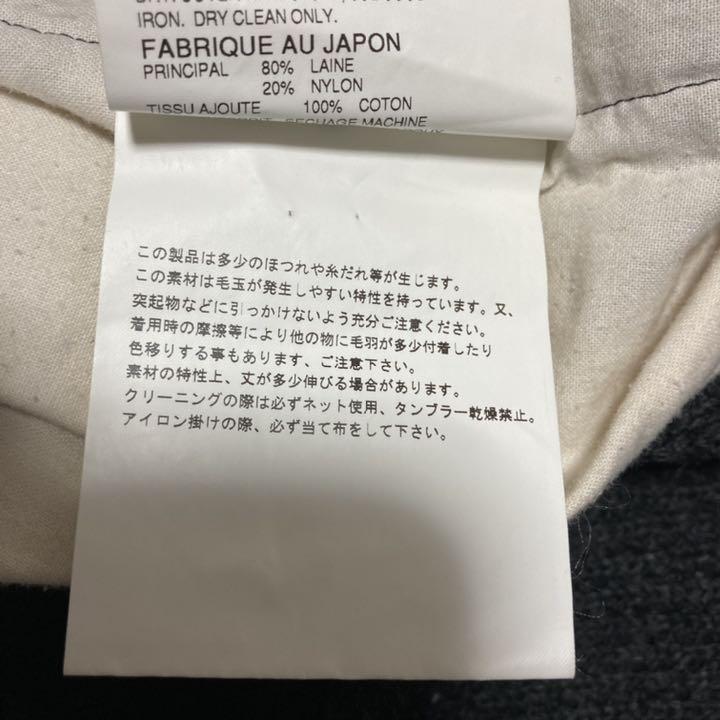 IRON. DRY CLEAN ONLY.
FABRIQUE AU JAPON
PRINCIPAL 80% LAINE
20% NYLON
TISSU AJOUTE 100% COTON
SECHAGE MACHINE
この製品は多少のほつれや糸だれ等が生じます。
この素材は毛玉が発生しやすい特性を持っています。又、
突起物などに引っかけないよう充分ご注意ください。
着用時の摩擦等により他の物に毛羽が多少付着したり
色移りする事もあります、ご注意下さい。
素材の特性上、丈が多少伸びる場合があります。
クリーニングの際は必ずネット使用、タンブラー乾燥禁止。
アイロン掛けの際、必ず当て布をして下さい。